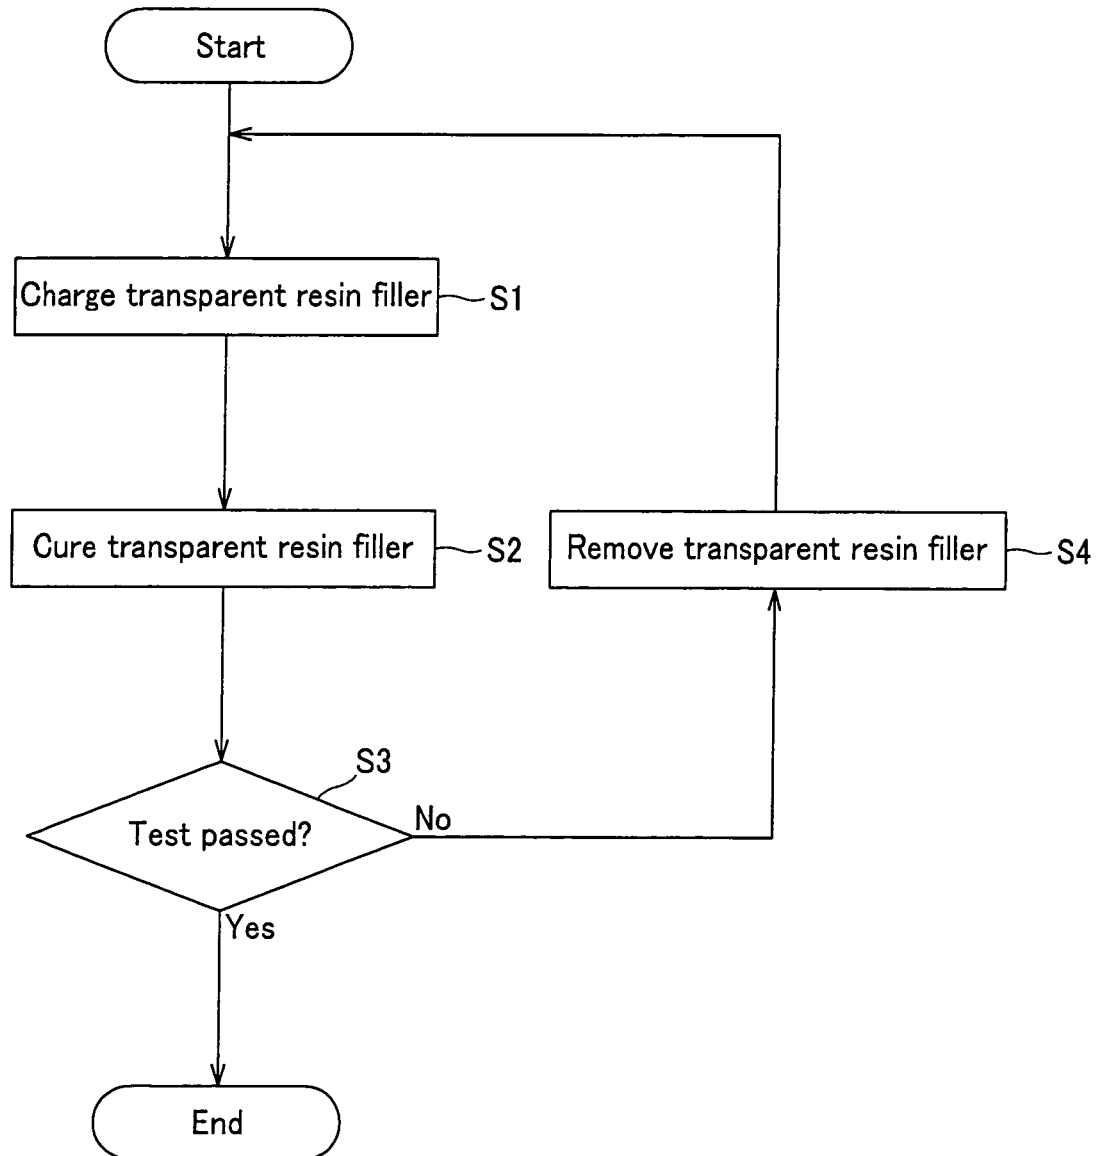 Start
Charge transparent resin filler
S1
Cure transparent resin filler
S2
Remove transparent resin filler
S4
S3
Test passed?
No
Yes
End